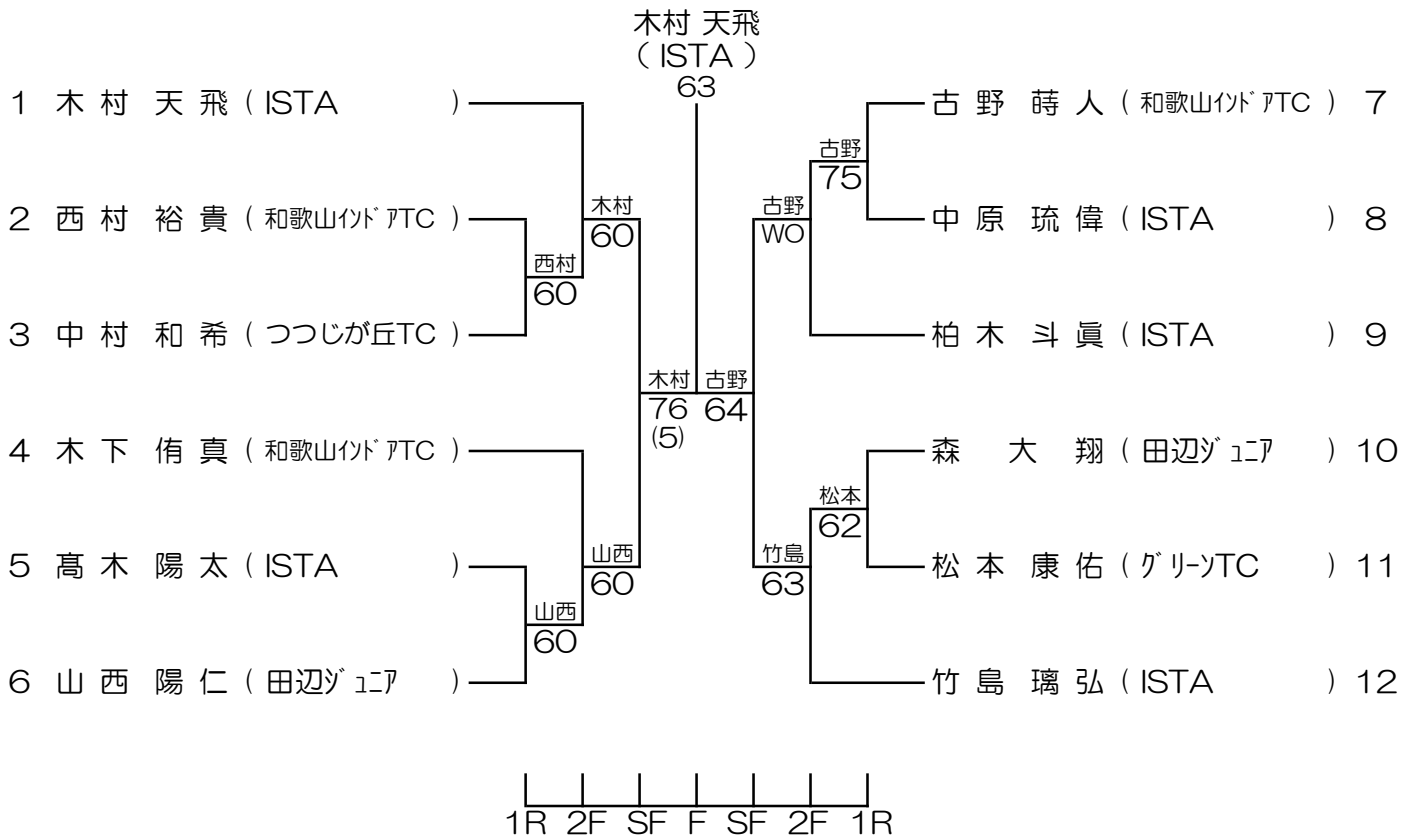 木村 天飛
( ISTA )
63
1 木 村 天 飛 ( ISTA )
2 西 村 裕 貴 ( 和歌山ｲﾝﾄﾞｱTC )
3 中 村 和 希 ( つつじが丘TC )
4 木 下 侑 真 ( 和歌山ｲﾝﾄﾞｱTC )
5 髙 木 陽 太 ( ISTA )
6 山 西 陽 仁 ( 田辺ｼﾞｭﾆｱ )
西村
60
山西
60
木村
60
山西
60
木村
76
(5)
古野
64
古野
WO
竹島
63
古野
75
松本
62
古 野 蒔 人 ( 和歌山ｲﾝﾄﾞｱTC ) 7
中 原 琉 偉 ( ISTA ) 8
柏 木 斗 眞 ( ISTA ) 9
森 大 翔 ( 田辺ｼﾞｭﾆｱ ) 10
松 本 康 佑 ( ｸﾞﾘｰﾝTC ) 11
竹 島 璃 弘 ( ISTA ) 12
1R 2F SF F SF 2F 1R